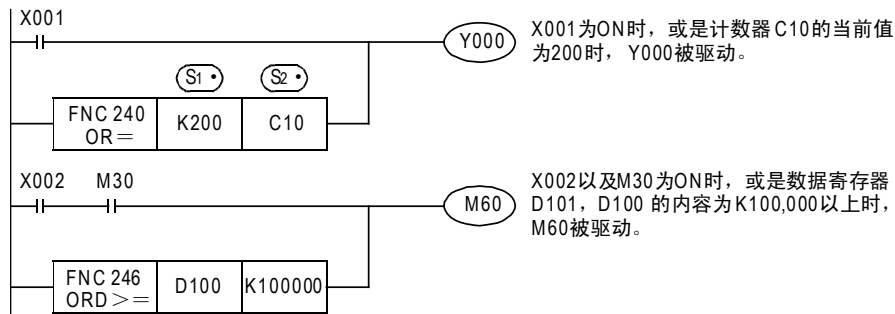 X001
Y000
X001为ON时，或是计数器C10的当前值
为200时，Y000被驱动。
S1•
S2•
FNC 240
OR＝
K200
C10
X002
M30
M60
X002以及M30为ON时，或是数据寄存器
D101，D100 的内容为K100,000以上时，
M60被驱动。
FNC 246
ORD＞＝
D100
K100000